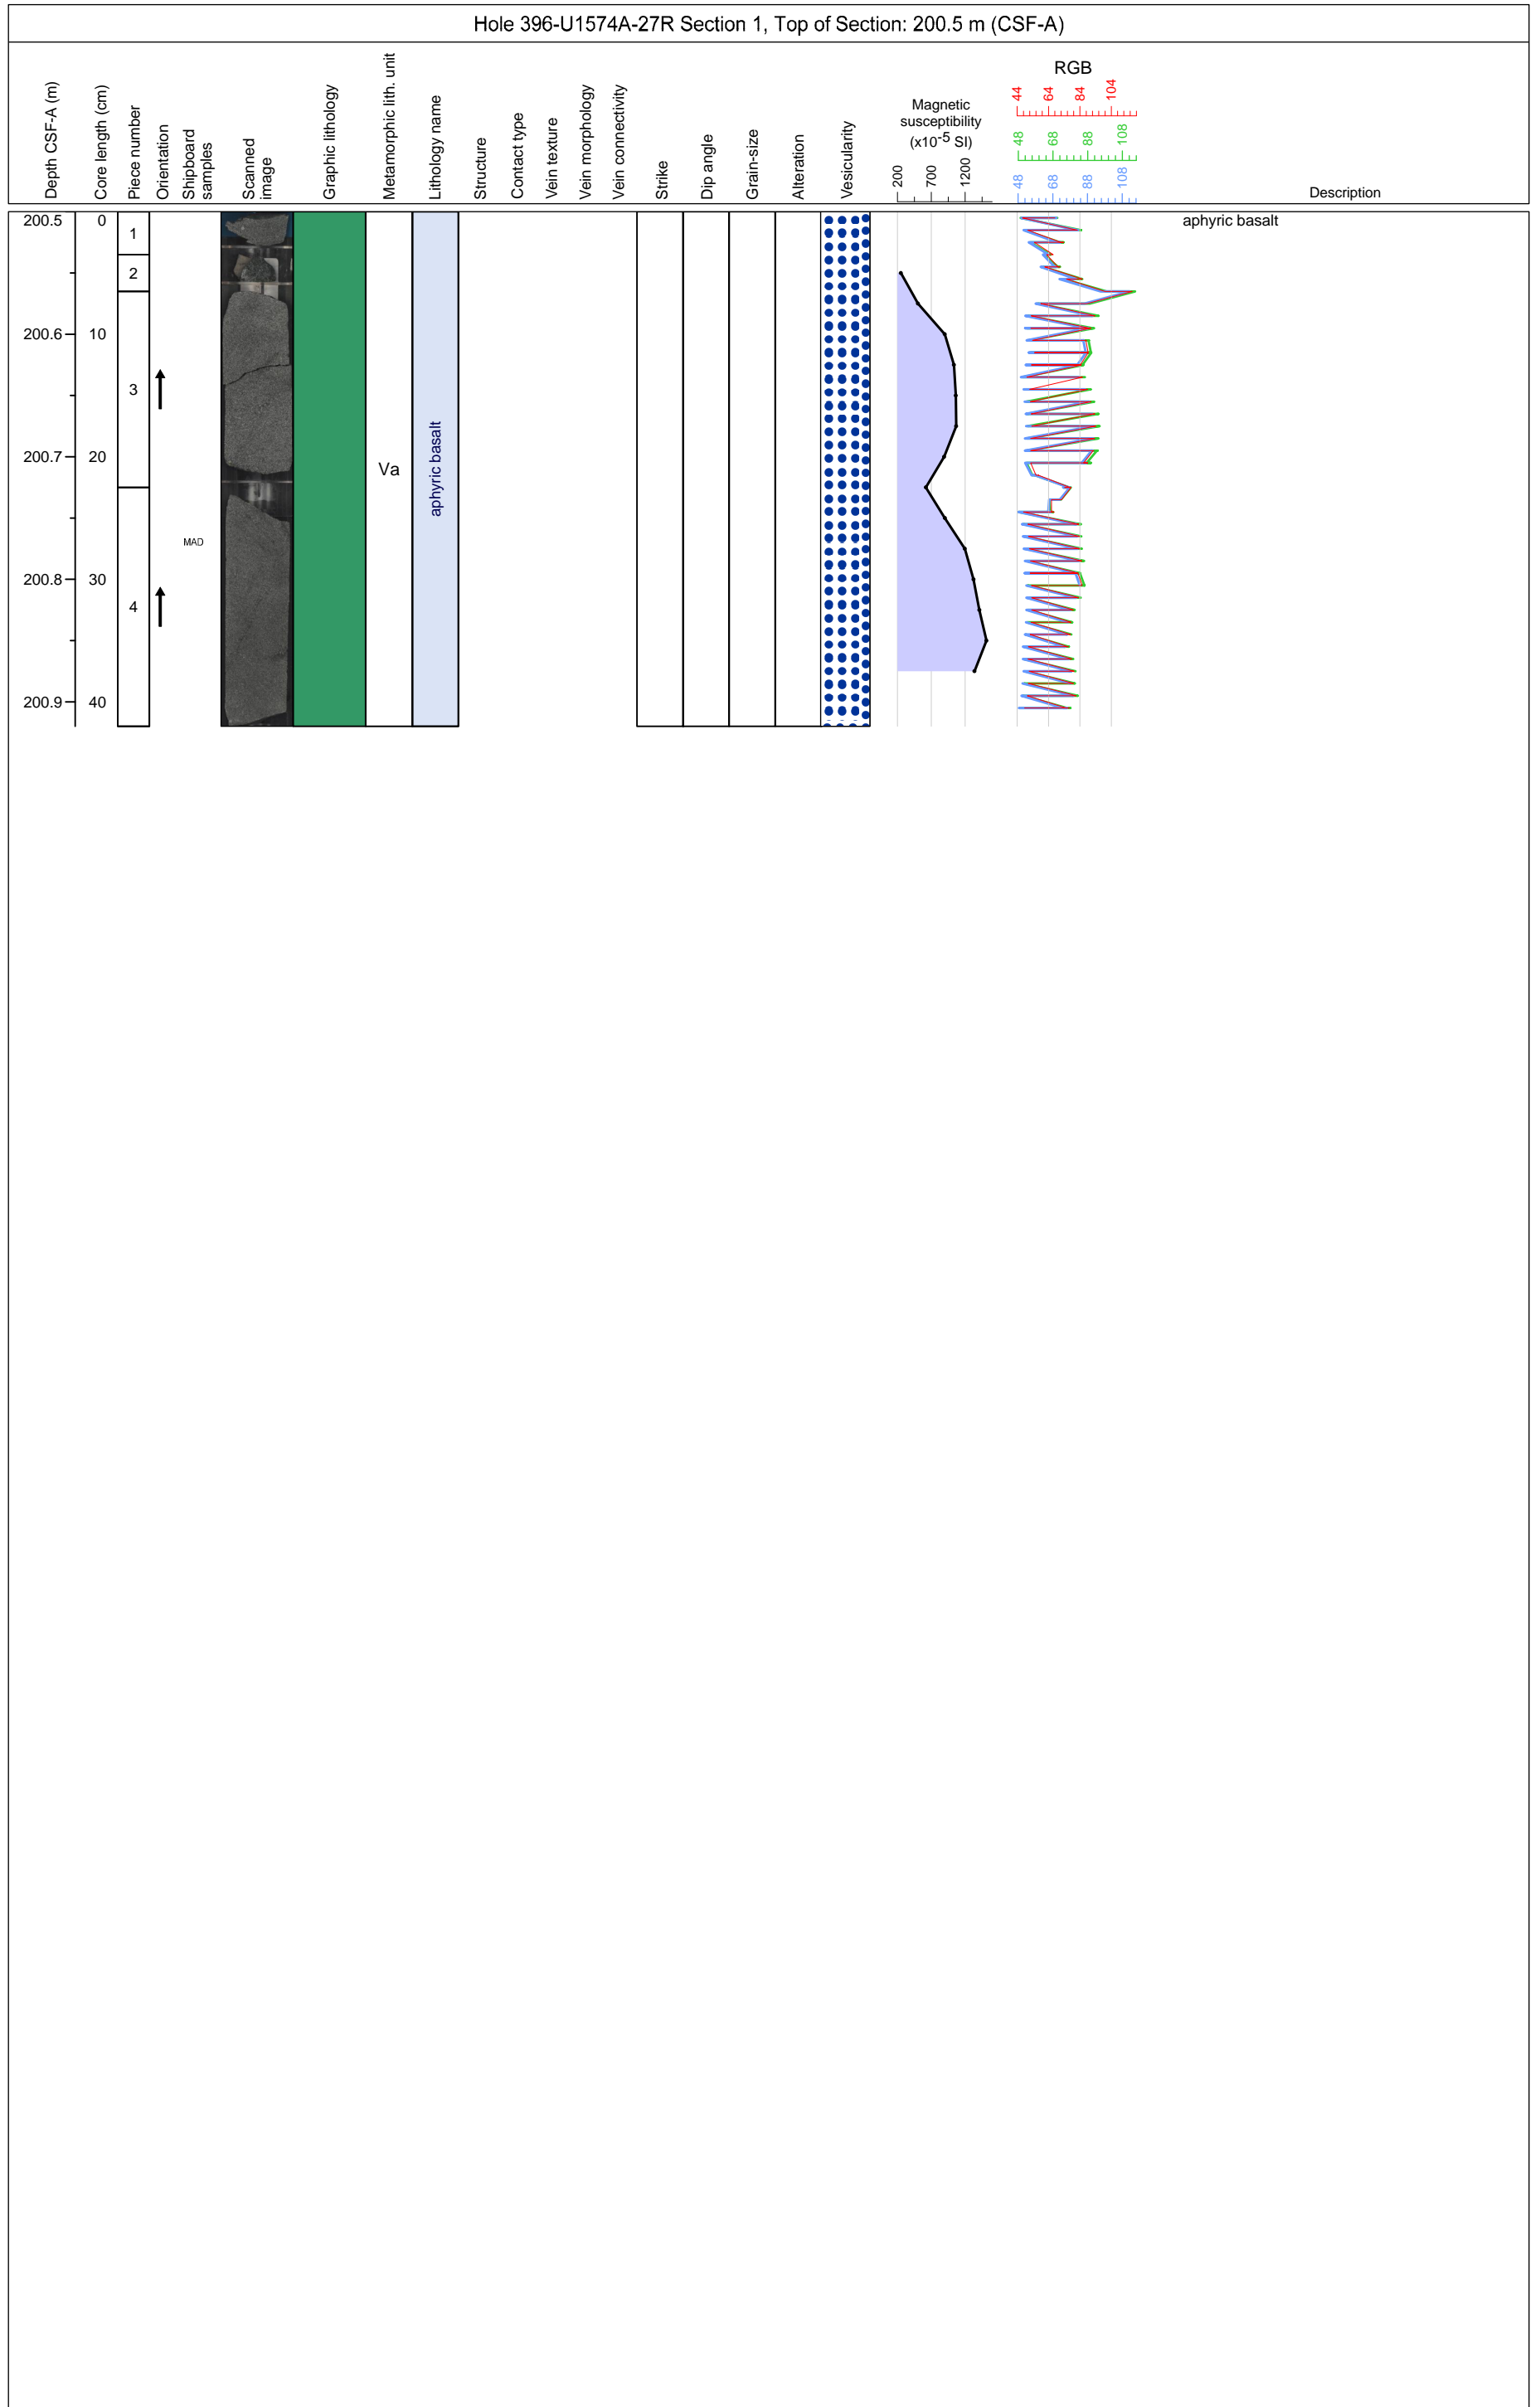 Hole 396-U1574A-27R Section 1, Top of Section: 200.5 m (CSF-A)
Depth CSF-A (m)
Core length (cm)
Piece number
Orientation
Shipboard
samples
Scanned
image
Graphic lithology
Metamorphic lith. unit
Lithology name
Structure
Contact type
Vein texture
Vein morphology
Vein connectivity
Strike
Dip angle
Grain-size
Alteration
Vesicularity
Magnetic
susceptibility
(x10-5 SI)
200 700 1200
RGB
44 64 84 104
48 68 88 108
48 68 88 108
Description
200.5 0
1
aphyric basalt
2
200.6 10
3
200.7 20
Va
aphyric basalt
MAD
200.8 30
4
200.9 40